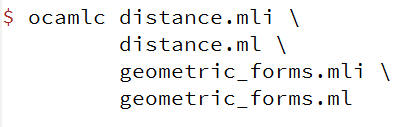 $ ocamlc distance.mli \
distance.ml \
geometric_forms.mli \
geometric_forms.ml